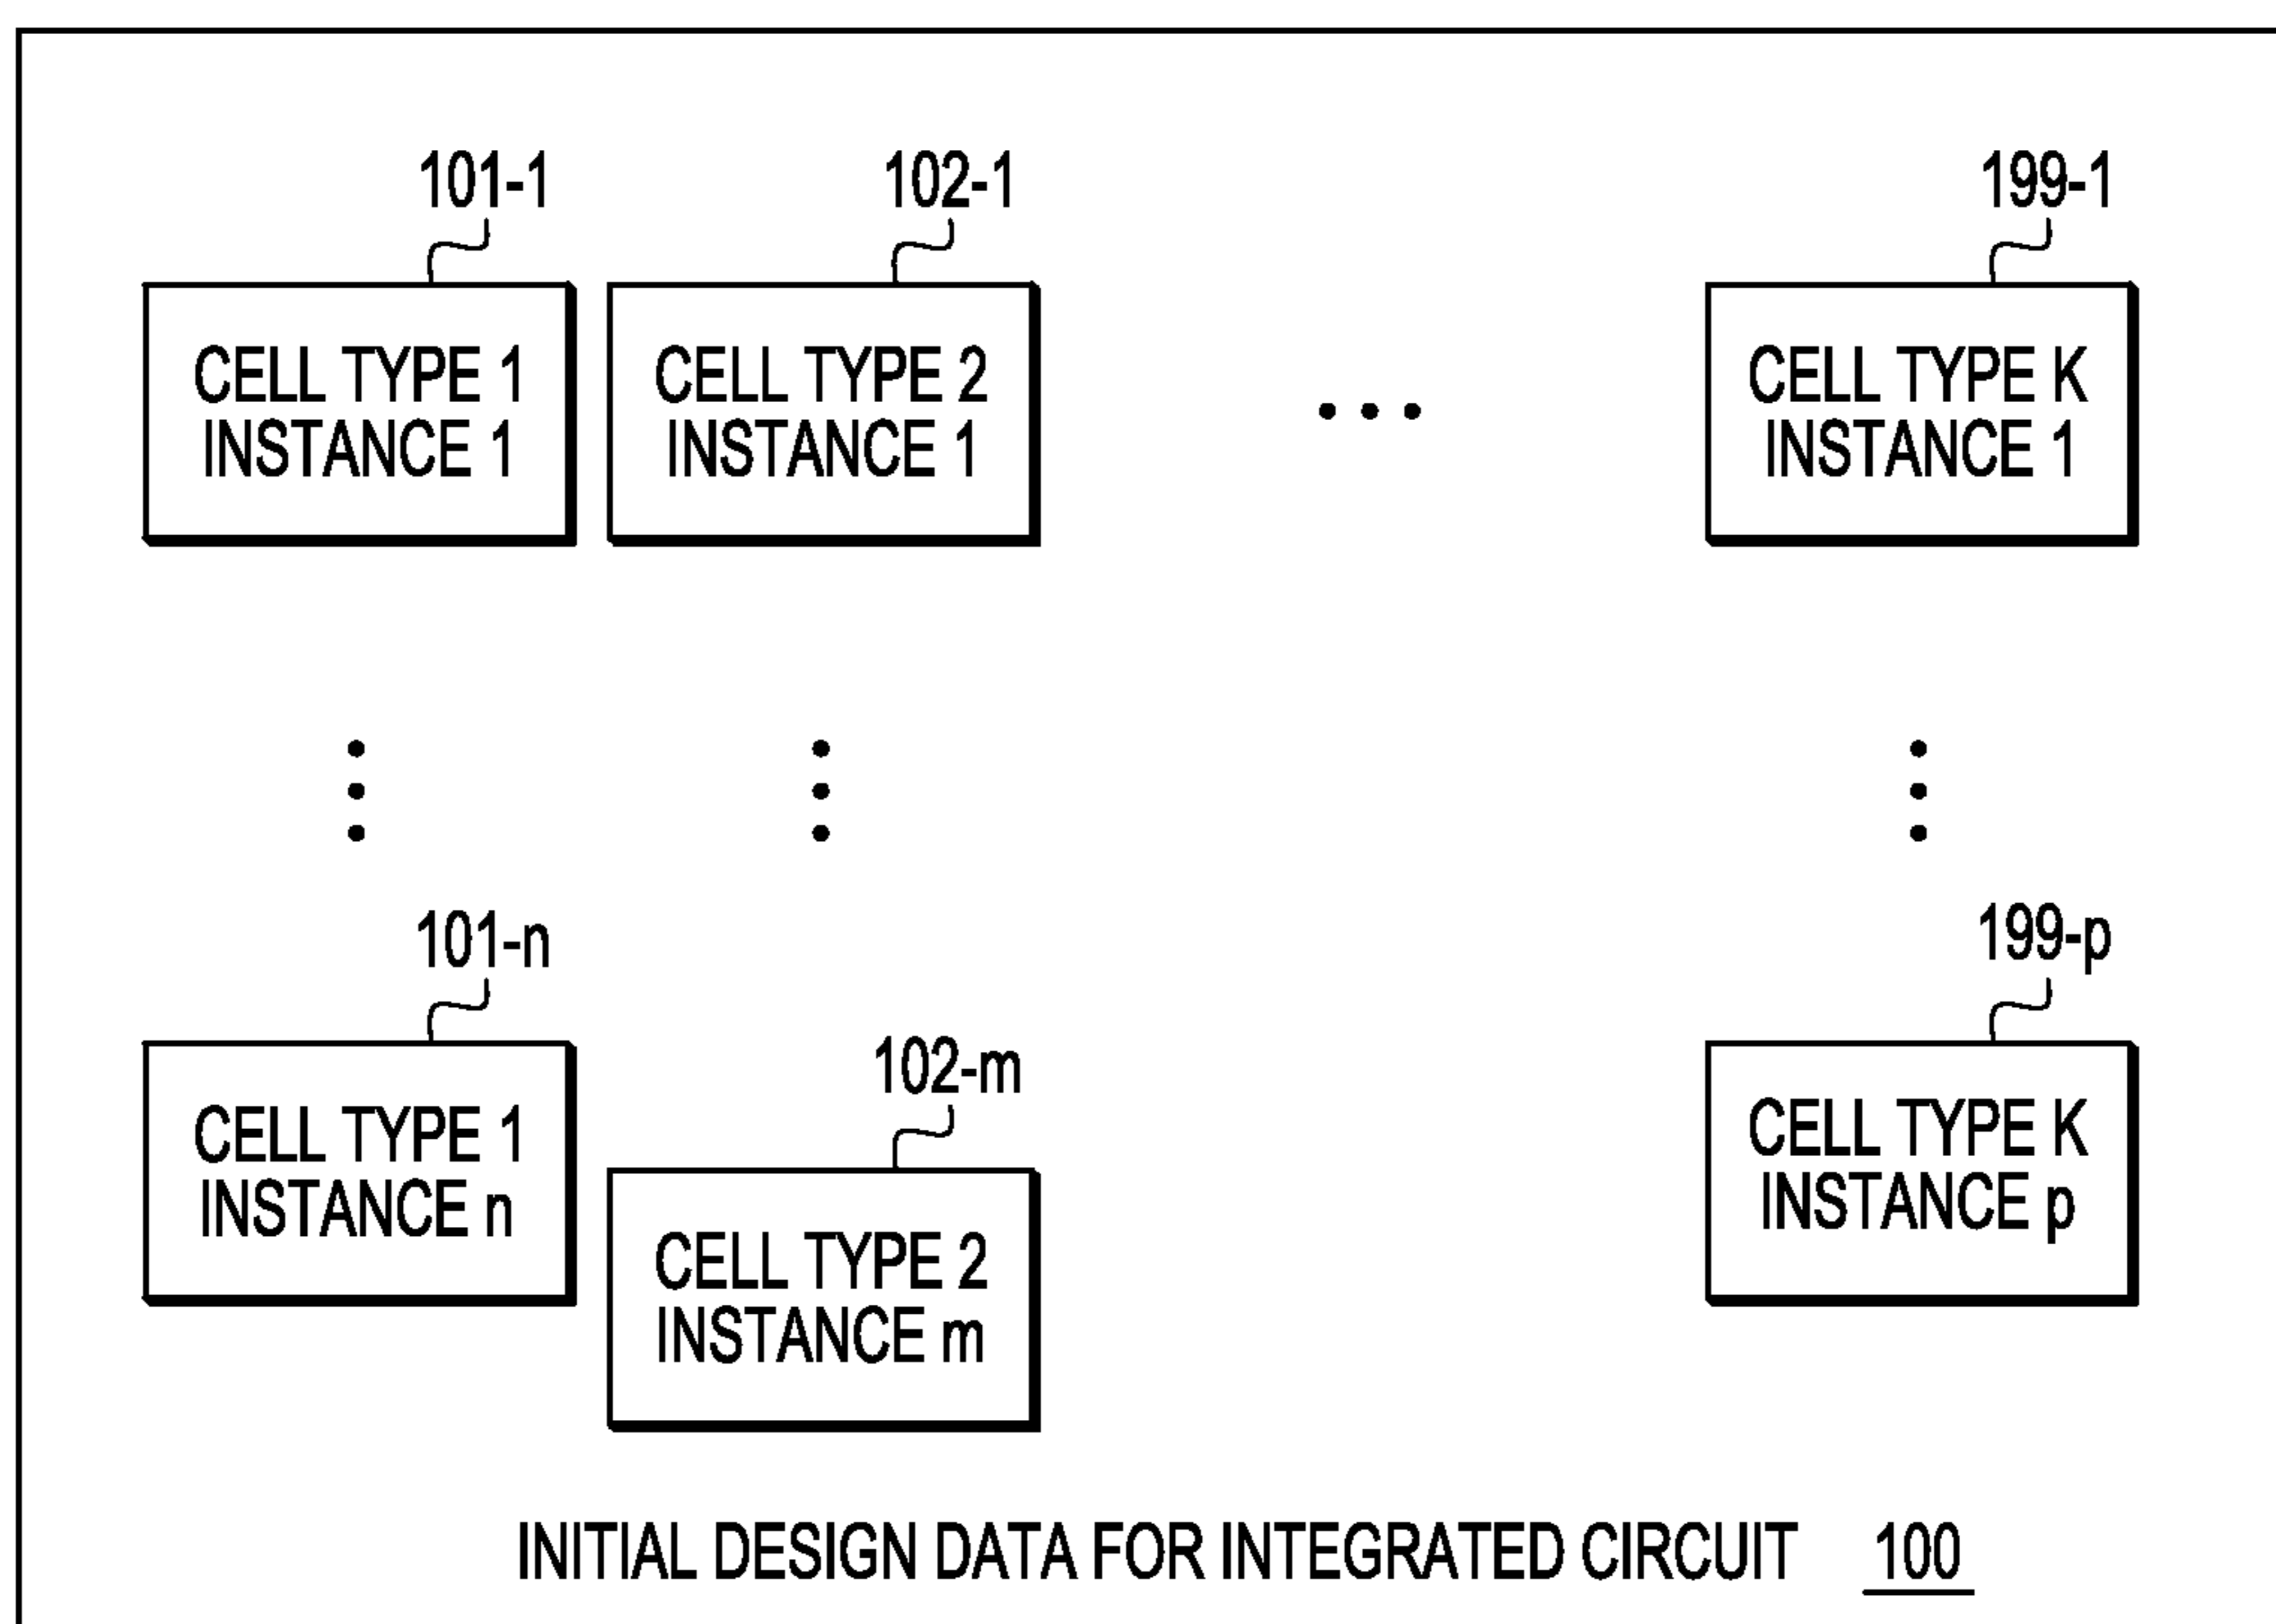 101-1
102-1
199-1
CELL TYPE 1
INSTANCE 1
CELL TYPE 2
INSTANCE 1
CELL TYPE K
INSTANCE 1
101-n
199-p
102-m
CELL TYPE 1
INSTANCE n
CELL TYPE 2
INSTANCE m
CELL TYPE K
INSTANCE p
INITIAL DESIGN DATA FOR INTEGRATED CIRCUIT 100